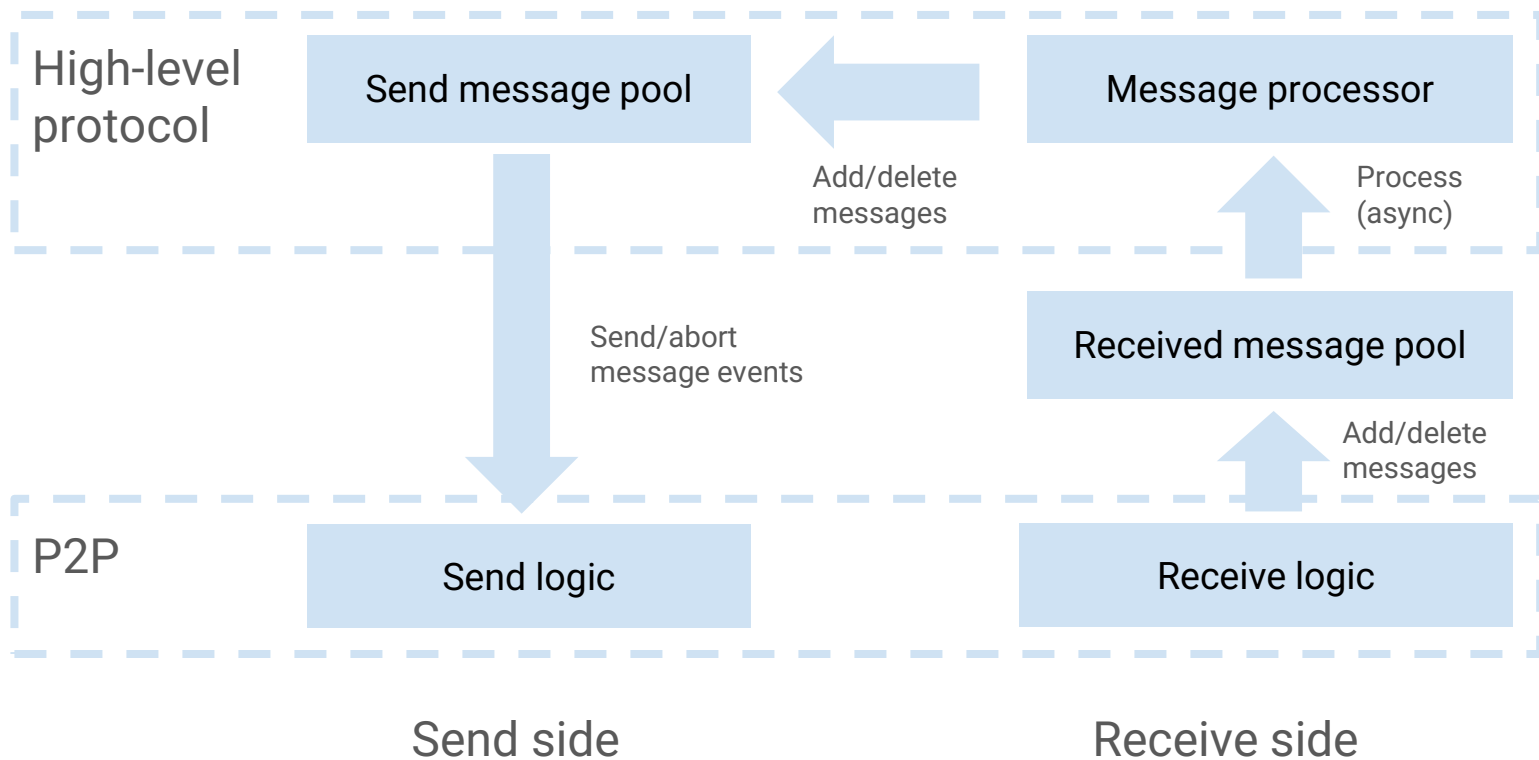 High-level
protocol
Send message pool
Message processor
Add/delete
messages
Process
(async)
Send/abort
message events
Received message pool
Add/delete
messages
P2P
Send logic
Receive logic
Send side
Receive side